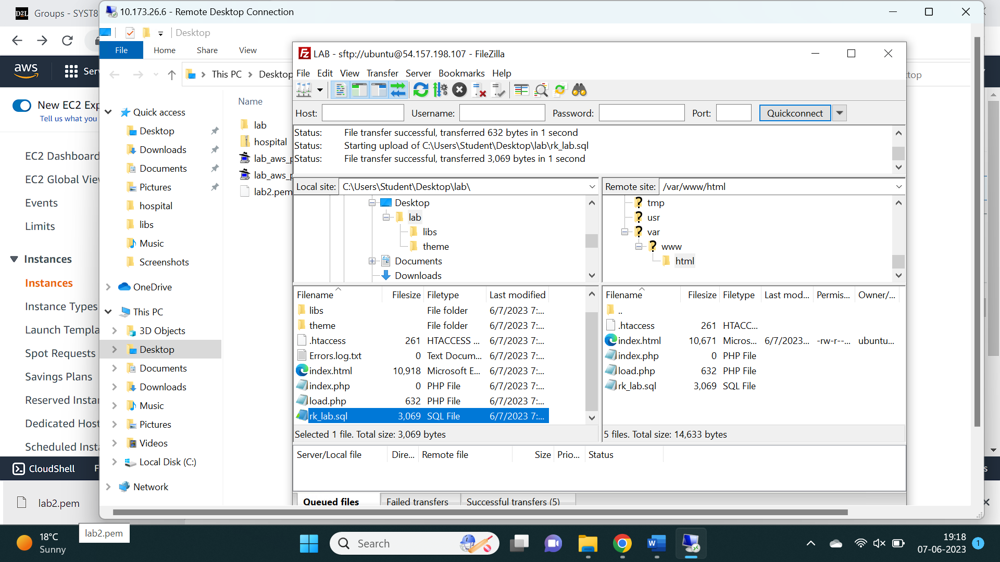 D2L Groups - SYST8
10.173.26.6 - Remote Desktop Connection
Desktop
File Home Share View
This PC > Desktop
top
aws
Ser
New EC2 Exp
Tell us what you
EC2 Dashboard
EC2 Global Vie
Events
Limits
Instances
Instances
Instance Types
Launch Templa
Spot Requests
Savings Plans
Reserved Instan
Dedicated Host
Scheduled Insta
CloudShell F
s
lab2.pem
lab2.pem
Quick access
Desktop
Downloads
Documents
Pictures
hospital
libs
Music
Screenshots
OneDrive
This PC
3D Objects
Desktop
Documents
Downloads
Music
Pictures
Videos
Local Disk (C:)
Network
Name
lab
hospital
lab_aws_p
lab_aws_p
lab2.pem
Fz LAB - sftp://ubuntu@54.157.198.107 - FileZilla
File Edit View Transfer Server Bookmarks Help
Host: Username: Password: Port: Quickconnect
Status: File transfer successful, transferred 632 bytes in 1 second
Status: Starting upload of C:\Users\Student\Desktop\lab\rk_lab.sql
Status: File transfer successful, transferred 3,069 bytes in 1 second
Local site: C:\Users\Student\Desktop\lab\
Desktop
lab
libs
theme
Documents
Downloads
Remote site: /var/www/html
tmp
usr
var
www
html
Filename Filesize Filetype Last modified
libs File folder 6/7/2023 7:...
theme File folder 6/7/2023 7:...
.htaccess 261 HTACCESS ... 6/7/2023 7:...
Errors.log.txt 0 Text Docum... 6/7/2023 7:...
index.html 10,918 Microsoft E... 6/7/2023 7:...
index.php 0 PHP File 6/7/2023 7:...
load.php 632 PHP File 6/7/2023 7:...
rk_lab.sql 3,069 SQL File 6/7/2023 7:...
Selected 1 file. Total size: 3,069 bytes
Filename Filesize Filetype Last mod... Permis... Owner/...
..
.htaccess 261 HTACC...
index.html 10,671 Micros... 6/7/2023... -rw-r--... ubuntu...
index.php 0 PHP File
load.php 632 PHP File
rk_lab.sql 3,069 SQL File
5 files. Total size: 14,633 bytes
Server/Local file Dire... Remote file Size Prio... Status
Queued files Failed transfers Successful transfers (5)
18°C
Sunny
Search
W
19:18
07-06-2023
1